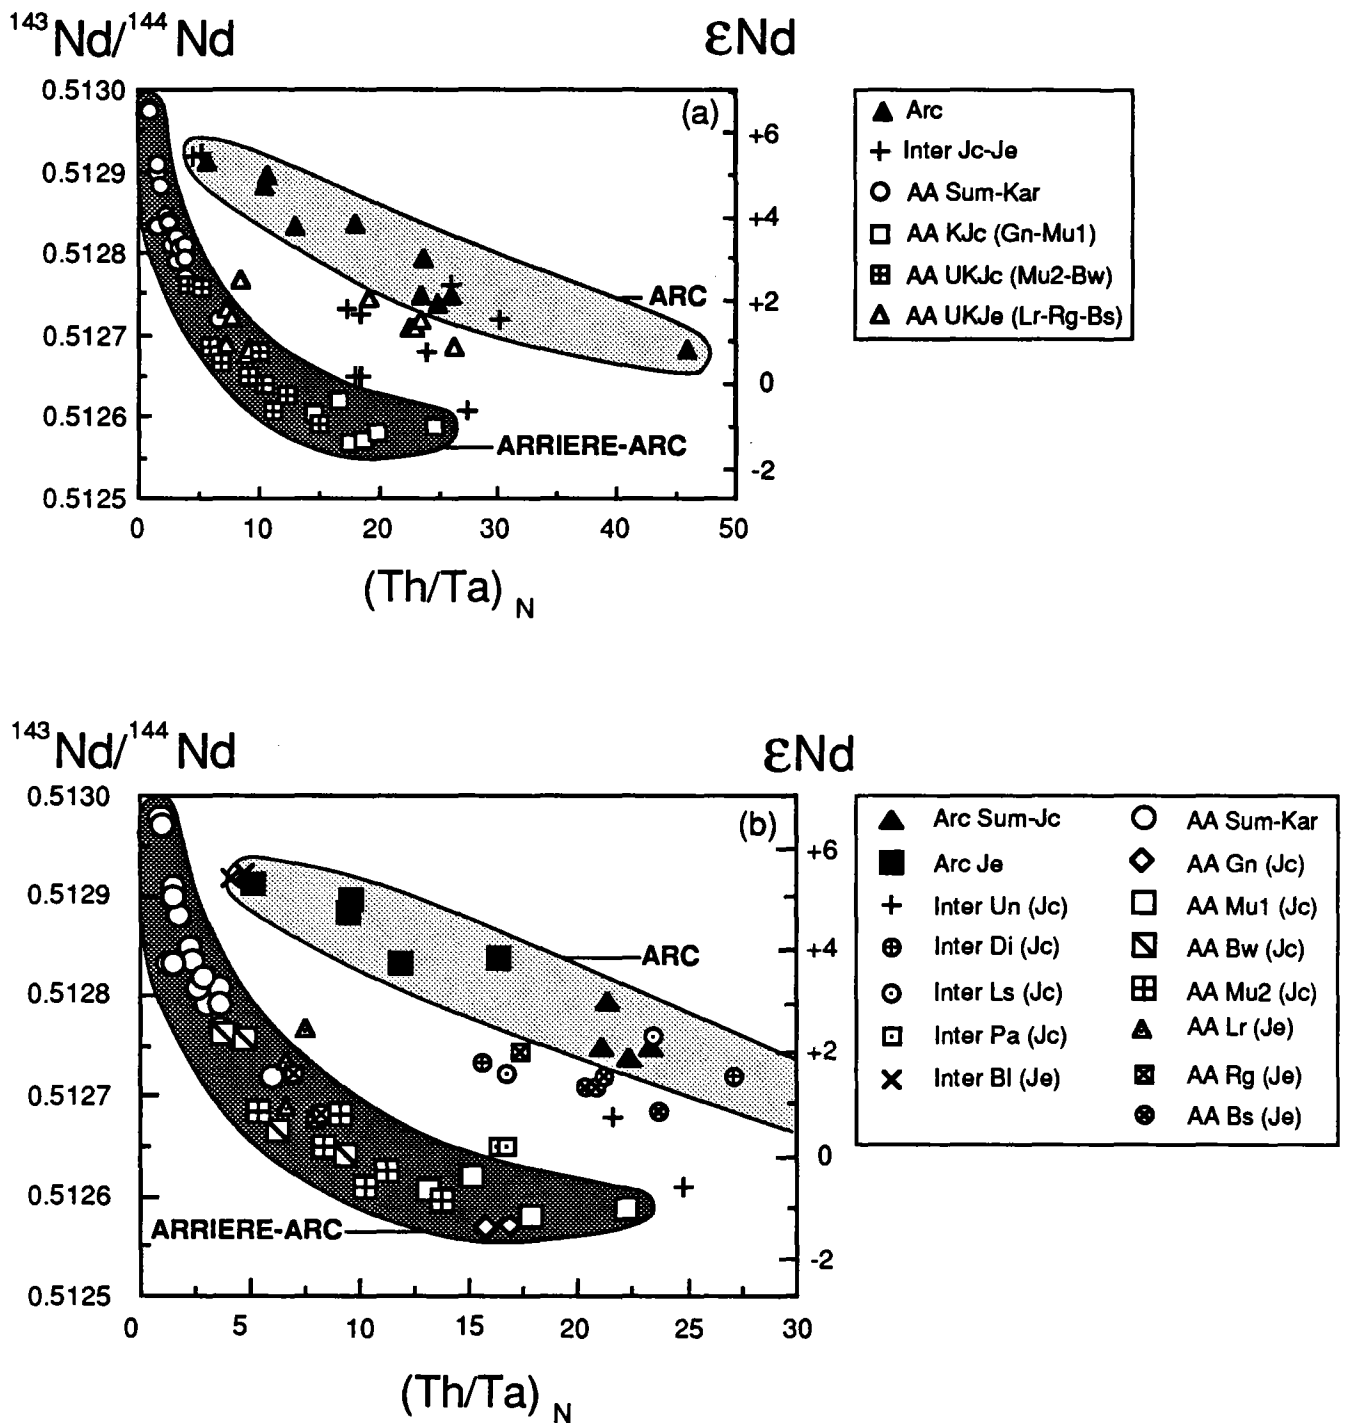 143Nd/144 Nd
εNd
(a)
0.5130
0.5129
0.5128
0.5127
0.5126
0.5125
+6
+4
+2
0
-2
ARC
ARRIERE-ARC
0 10 20 30 40 50
(Th/Ta) N
Arc
Inter Jc-Je
AA Sum-Kar
AA KJc (Gn-Mu1)
AA UKJc (Mu2-Bw)
AA UKJe (Lr-Rg-Bs)
143Nd/144 Nd
εNd
(b)
0.5130
0.5129
0.5128
0.5127
0.5126
0.5125
+6
+4
+2
0
-2
ARC
ARRIERE-ARC
0 5 10 15 20 25 30
(Th/Ta) N
Arc Sum-Jc
Arc Je
Inter Un (Jc)
Inter Di (Jc)
Inter Ls (Jc)
Inter Pa (Jc)
Inter Bl (Je)
AA Sum-Kar
AA Gn (Jc)
AA Mu1 (Jc)
AA Bw (Jc)
AA Mu2 (Jc)
AA Lr (Je)
AA Rg (Je)
AA Bs (Je)